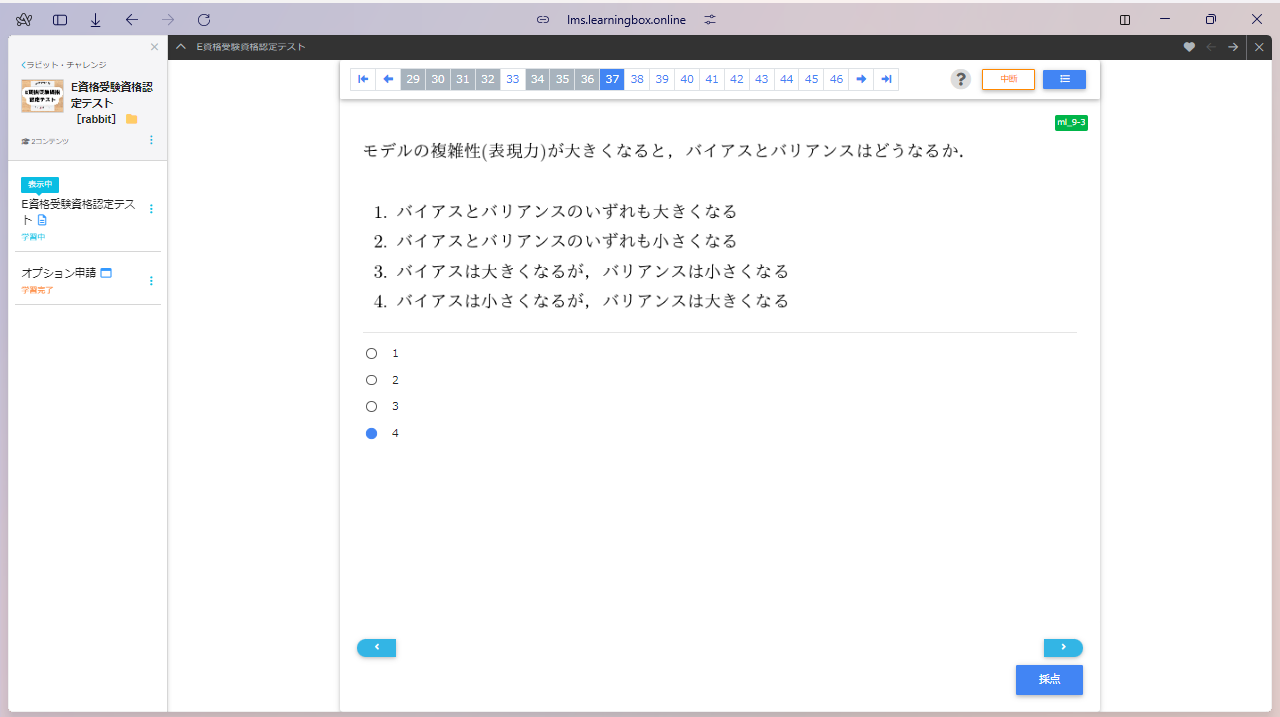 lms.learningbox.online
E資格受験資格認定テスト
ラビット・チャレンジ
E資格受験資格
認定テスト
E資格受験資格認
定テスト
［rabbit］
2コンテンツ
表示中
E資格受験資格認定テス
ト
学習中
オプション申請
学習完了
29 30 31 32 33 34 35 36 37 38 39 40 41 42 43 44 45 46
? 中断
ml_9-3
モデルの複雑性(表現力)が大きくなると，バイアスとバリアンスはどうなるか．
1. バイアスとバリアンスのいずれも大きくなる
2. バイアスとバリアンスのいずれも小さくなる
3. バイアスは大きくなるが，バリアンスは小さくなる
4. バイアスは小さくなるが，バリアンスは大きくなる
1
2
3
4
採点